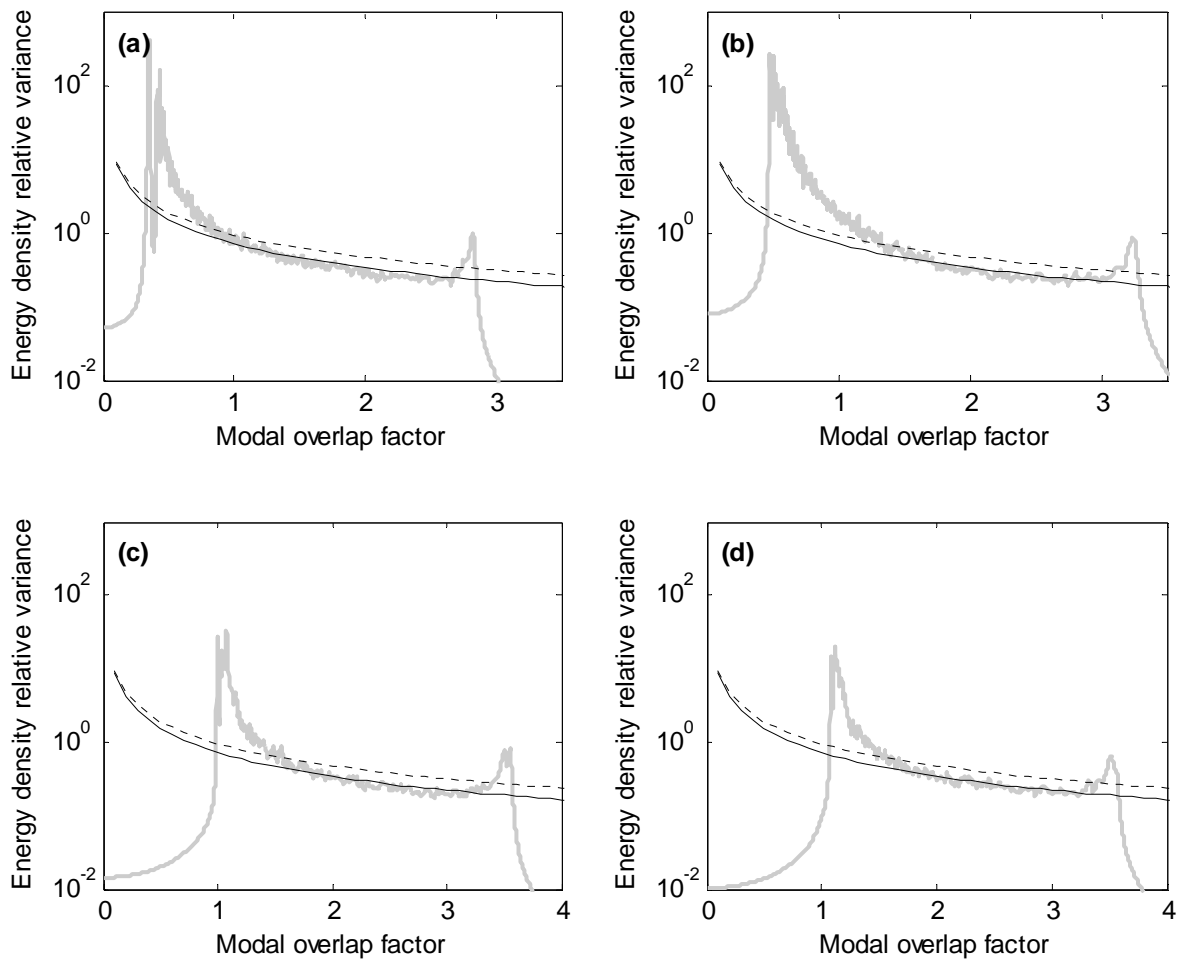 (a)
Energy density relative variance
10^2
10^0
10^-2
0 1 2 3
Modal overlap factor
(b)
Energy density relative variance
10^2
10^0
10^-2
0 1 2 3
Modal overlap factor
(c)
Energy density relative variance
10^2
10^0
10^-2
0 1 2 3 4
Modal overlap factor
(d)
Energy density relative variance
10^2
10^0
10^-2
0 1 2 3 4
Modal overlap factor